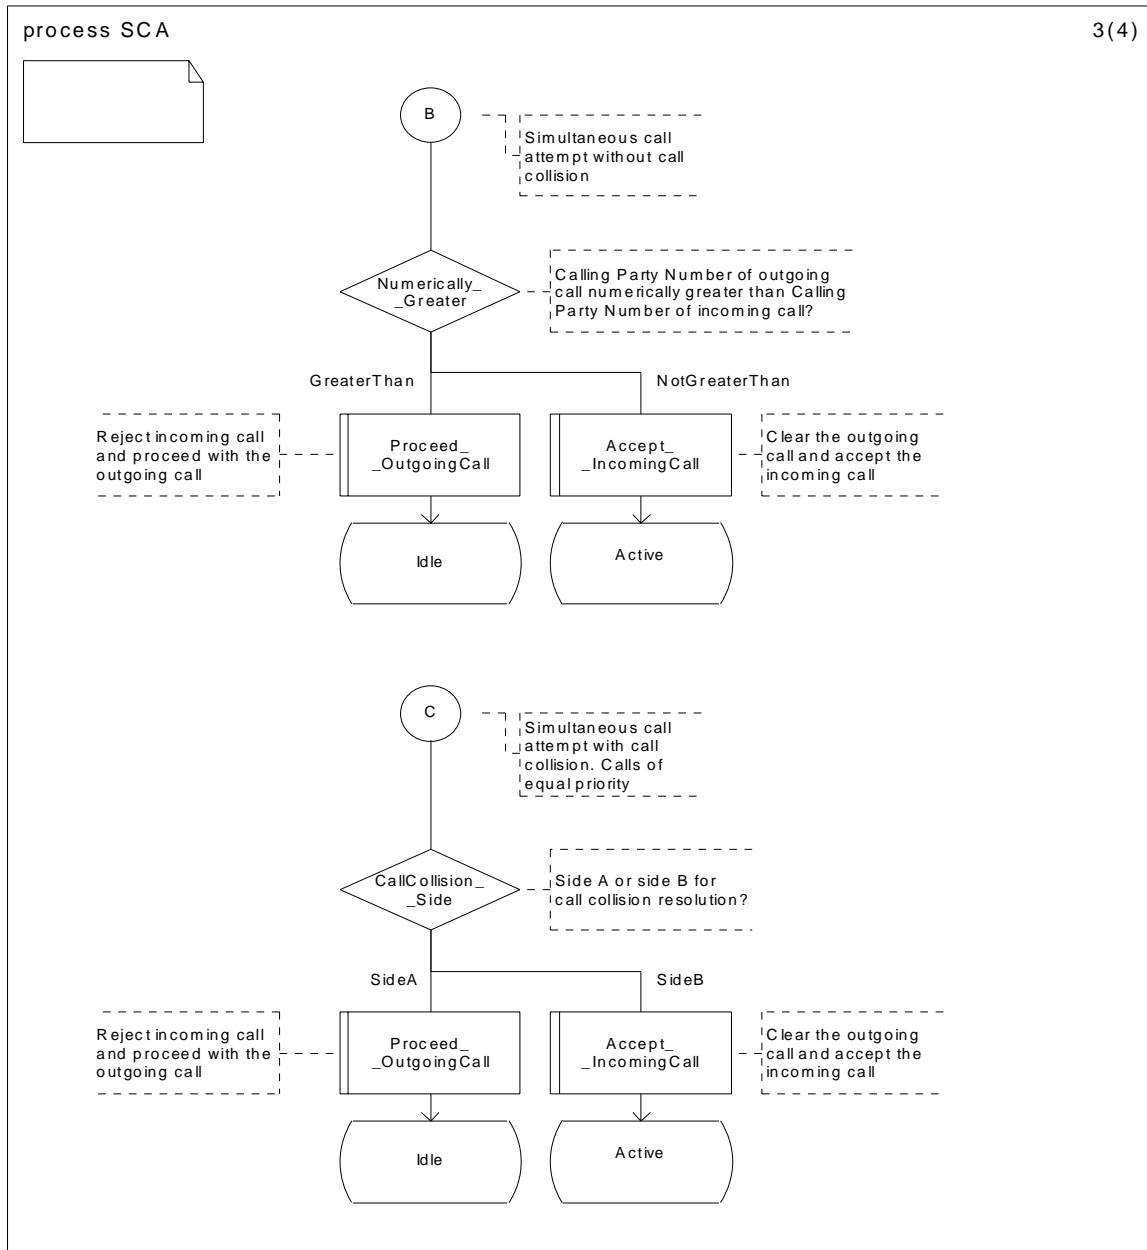 process SCA
3(4)
B
Simultaneous call
attempt without call
collision
Numerically_
_Greater
Calling Party Number of outgoing
call numerically greater than Calling
Party Number of incoming call?
GreaterThan
NotGreaterThan
Reject incoming call
and proceed with the
outgoing call
Proceed_
_OutgoingCall
Accept_
_IncomingCall
Clear the outgoing
call and accept the
incoming call
Idle
Active
C
Simultaneous call
attempt with call
collision. Calls of
equal priority
CallCollision_
_Side
Side A or side B for
call collision resolution?
SideA
SideB
Reject incoming call
and proceed with the
outgoing call
Proceed_
_OutgoingCall
Accept_
_IncomingCall
Clear the outgoing
call and accept the
incoming call
Idle
Active